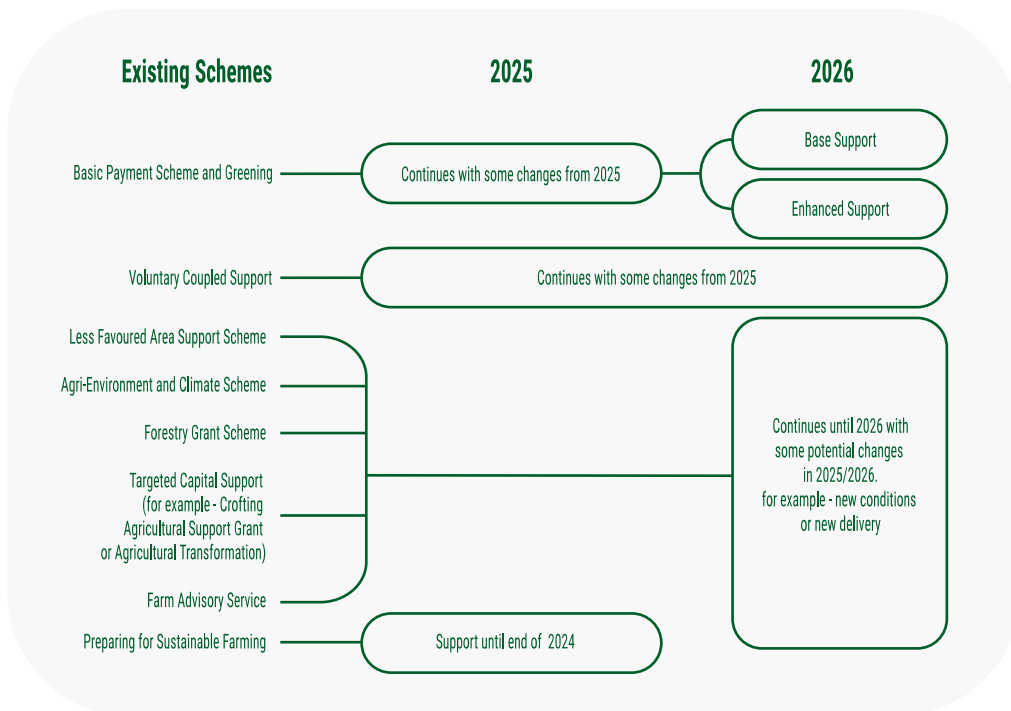 Existing Schemes
2025
2026
Basic Payment Scheme and Greening
Continues with some changes from 2025
Base Support
Enhanced Support
Voluntary Coupled Support
Continues with some changes from 2025
Less Favoured Area Support Scheme
Agri-Environment and Climate Scheme
Forestry Grant Scheme
Targeted Capital Support
(for example - Crofting
Agricultural Support Grant
or Agricultural Transformation)
Farm Advisory Service
Continues until 2026 with
some potential changes
in 2025/2026.
for example - new conditions
or new delivery
Preparing for Sustainable Farming
Support until end of 2024